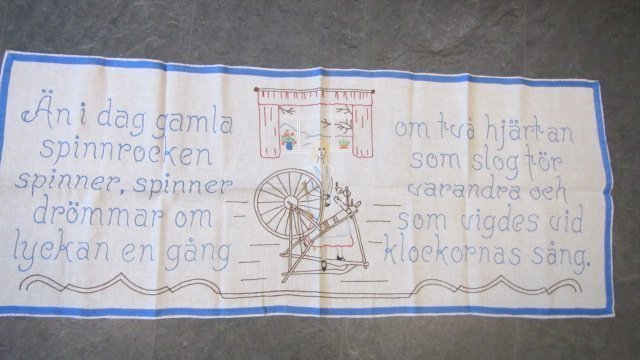 Än i dag gamla
spinnrocken
spinner, spinner
drömmar om
lyckan en gång
om två hjärtan
som slog för
varandra och
som vigdes vid
klockornas sång.